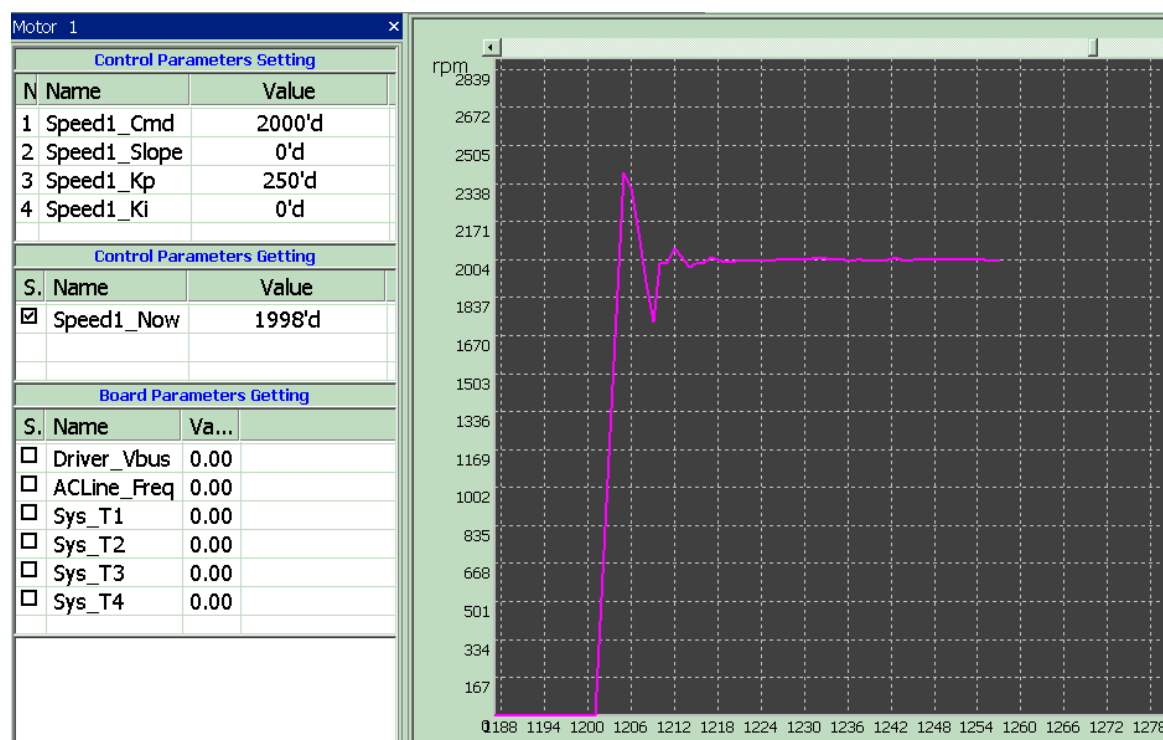 Motor 1 ×
Control Parameters Setting
N Name Value
1 Speed1_Cmd 2000'd
2 Speed1_Slope 0'd
3 Speed1_Kp 250'd
4 Speed1_Ki 0'd
Control Parameters Getting
S. Name Value
Speed1_Now 1998'd
Board Parameters Getting
S. Name Va...
Driver_Vbus 0.00
ACLine_Freq 0.00
Sys_T1 0.00
Sys_T2 0.00
Sys_T3 0.00
Sys_T4 0.00
rpm
2839
2672
2505
2338
2171
2004
1837
1670
1503
1336
1169
1002
835
668
501
334
167
0
1188 1194 1200 1206 1212 1218 1224 1230 1236 1242 1248 1254 1260 1266 1272 1278